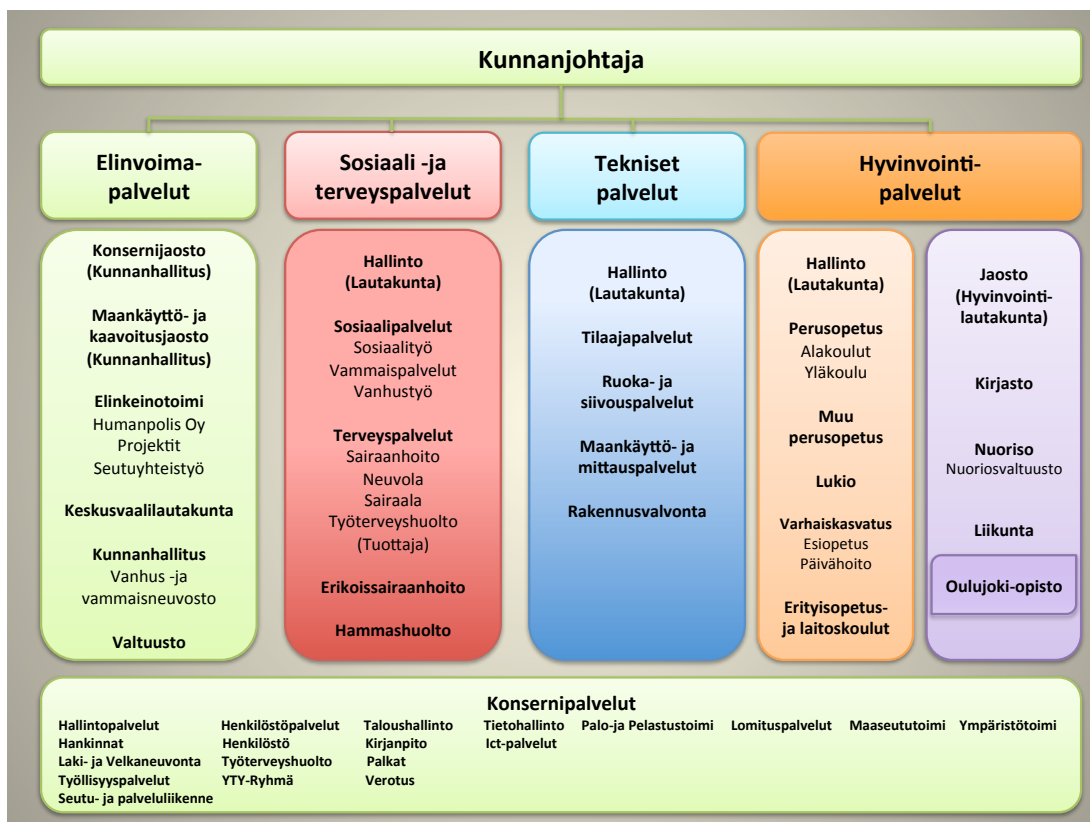 Kunnanjohtaja
Elinvoima-
palvelut
Sosiaali -ja
terveyspalvelut
Tekniset
palvelut
Hyvinvointi-
palvelut
Konsernijaosto
(Kunnanhallitus)
Maankäyttö- ja
kaavoitusjaosto
(Kunnanhallitus)
Elinkeinotoimi
Humanpolis Oy
Projektit
Seutuyhteistyö
Keskusvaalilautakunta
Kunnanhallitus
Vanhus -ja
vammaisneuvosto
Valtuusto
Hallinto
(Lautakunta)
Sosiaalipalvelut
Sosiaalityö
Vammaispalvelut
Vanhustyö
Terveyspalvelut
Sairaanhoito
Neuvola
Sairaala
Työterveyshuolto
(Tuottaja)
Erikoissairaanhoito
Hammashuolto
Hallinto
(Lautakunta)
Tilaajapalvelut
Ruoka- ja
siivouspalvelut
Maankäyttö- ja
mittauspalvelut
Rakennusvalvonta
Hallinto
(Lautakunta)
Perusopetus
Alakoulut
Yläkoulu
Muu
perusopetus
Lukio
Varhaiskasvatus
Esiopetus
Päivähoito
Erityisopetus-
ja laitoskoulut
Jaosto
(Hyvinvointi-
lautakunta)
Kirjasto
Nuoriso
Nuoriosvaltuusto
Liikunta
Oulujoki-opisto
Konsernipalvelut
Hallintopalvelut Henkilöstöpalvelut Taloushallinto Tietohallinto Palo-ja Pelastustoimi Lomituspalvelut Maaseututoimi Ympäristötoimi
Hankinnat Henkilöstö Kirjanpito Ict-palvelut
Laki- ja Velkaneuvonta Työterveyshuolto Palkat
Työllisyyspalvelut YTY-Ryhmä Verotus
Seutu- ja palveluliikenne